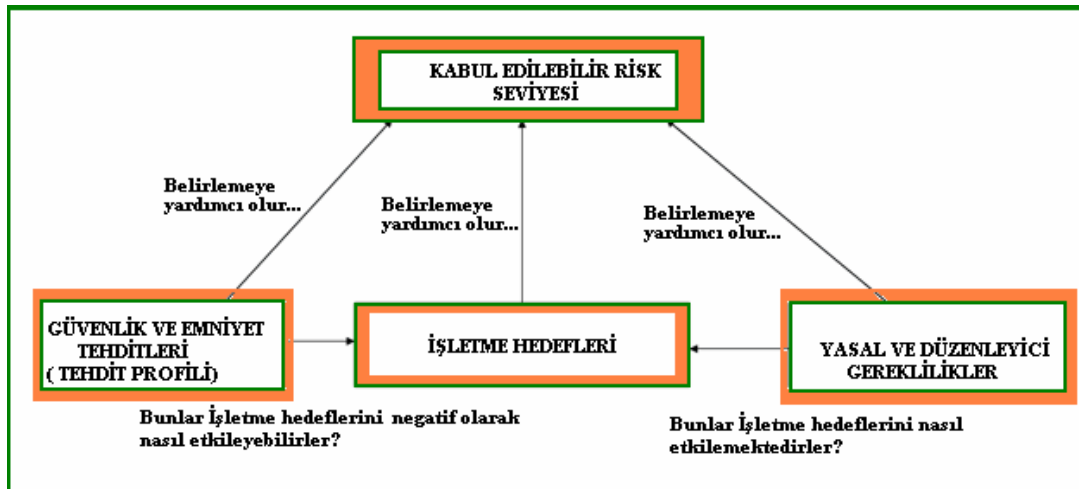 KABUL EDİLEBİLİR RİSK
SEVİYESİ
Belirlemeye
yardımcı olur...
Belirlemeye
yardımcı olur...
Belirlemeye
yardımcı olur...
GÜVENLİK VE EMNİYET
TEHDİTLERİ
( TEHDİT PROFİLİ)
İŞLETME HEDEFLERİ
YASAL VE DÜZENLEYİCİ
GEREKLİLİKLER
Bunlar İşletme hedeflerini negatif olarak
nasıl etkileyebilirler?
Bunlar İşletme hedeflerini nasıl
etkilemektedirler?